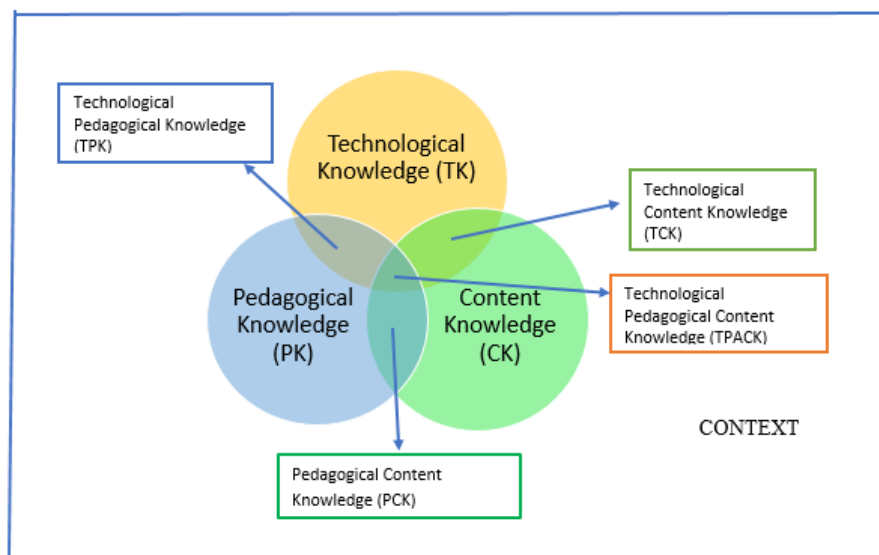 Technological
Pedagogical Knowledge
(TPK)
Technological
Knowledge (TK)
Technological
Content Knowledge
(TCK)
Pedagogical
Knowledge
(PK)
Content
Knowledge
(CK)
Technological
Pedagogical Content
Knowledge (TPACK)
CONTEXT
Pedagogical Content
Knowledge (PCK)